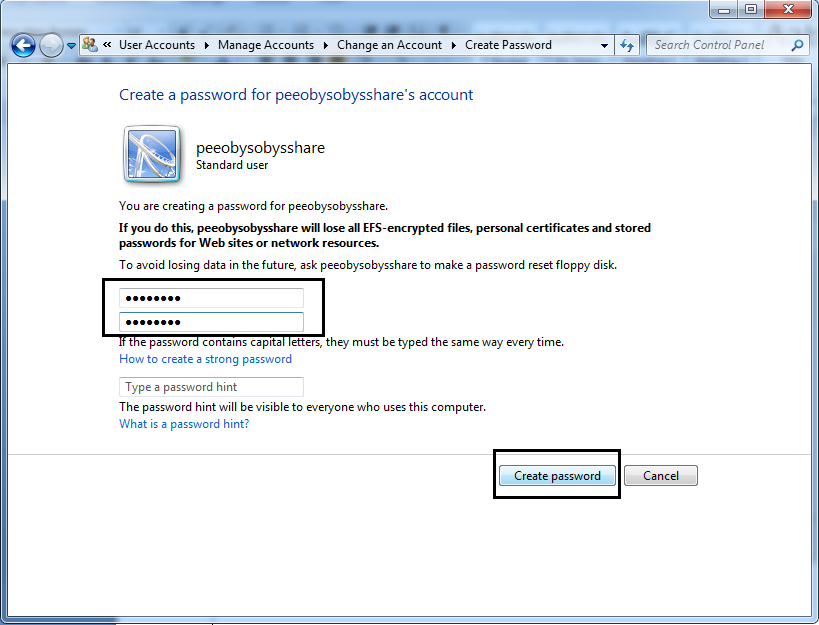 « User Accounts ▸ Manage Accounts ▸ Change an Account ▸ Create Password
Search Control Panel
Create a password for peeobysobysshare's account
peeobysobysshare
Standard user
You are creating a password for peeobysobysshare.
If you do this, peeobysobysshare will lose all EFS-encrypted files, personal certificates and stored
passwords for Web sites or network resources.
To avoid losing data in the future, ask peeobysobysshare to make a password reset floppy disk.
●●●●●●●●
●●●●●●●●
If the password contains capital letters, they must be typed the same way every time.
How to create a strong password
Type a password hint
The password hint will be visible to everyone who uses this computer.
What is a password hint?
Create password
Cancel